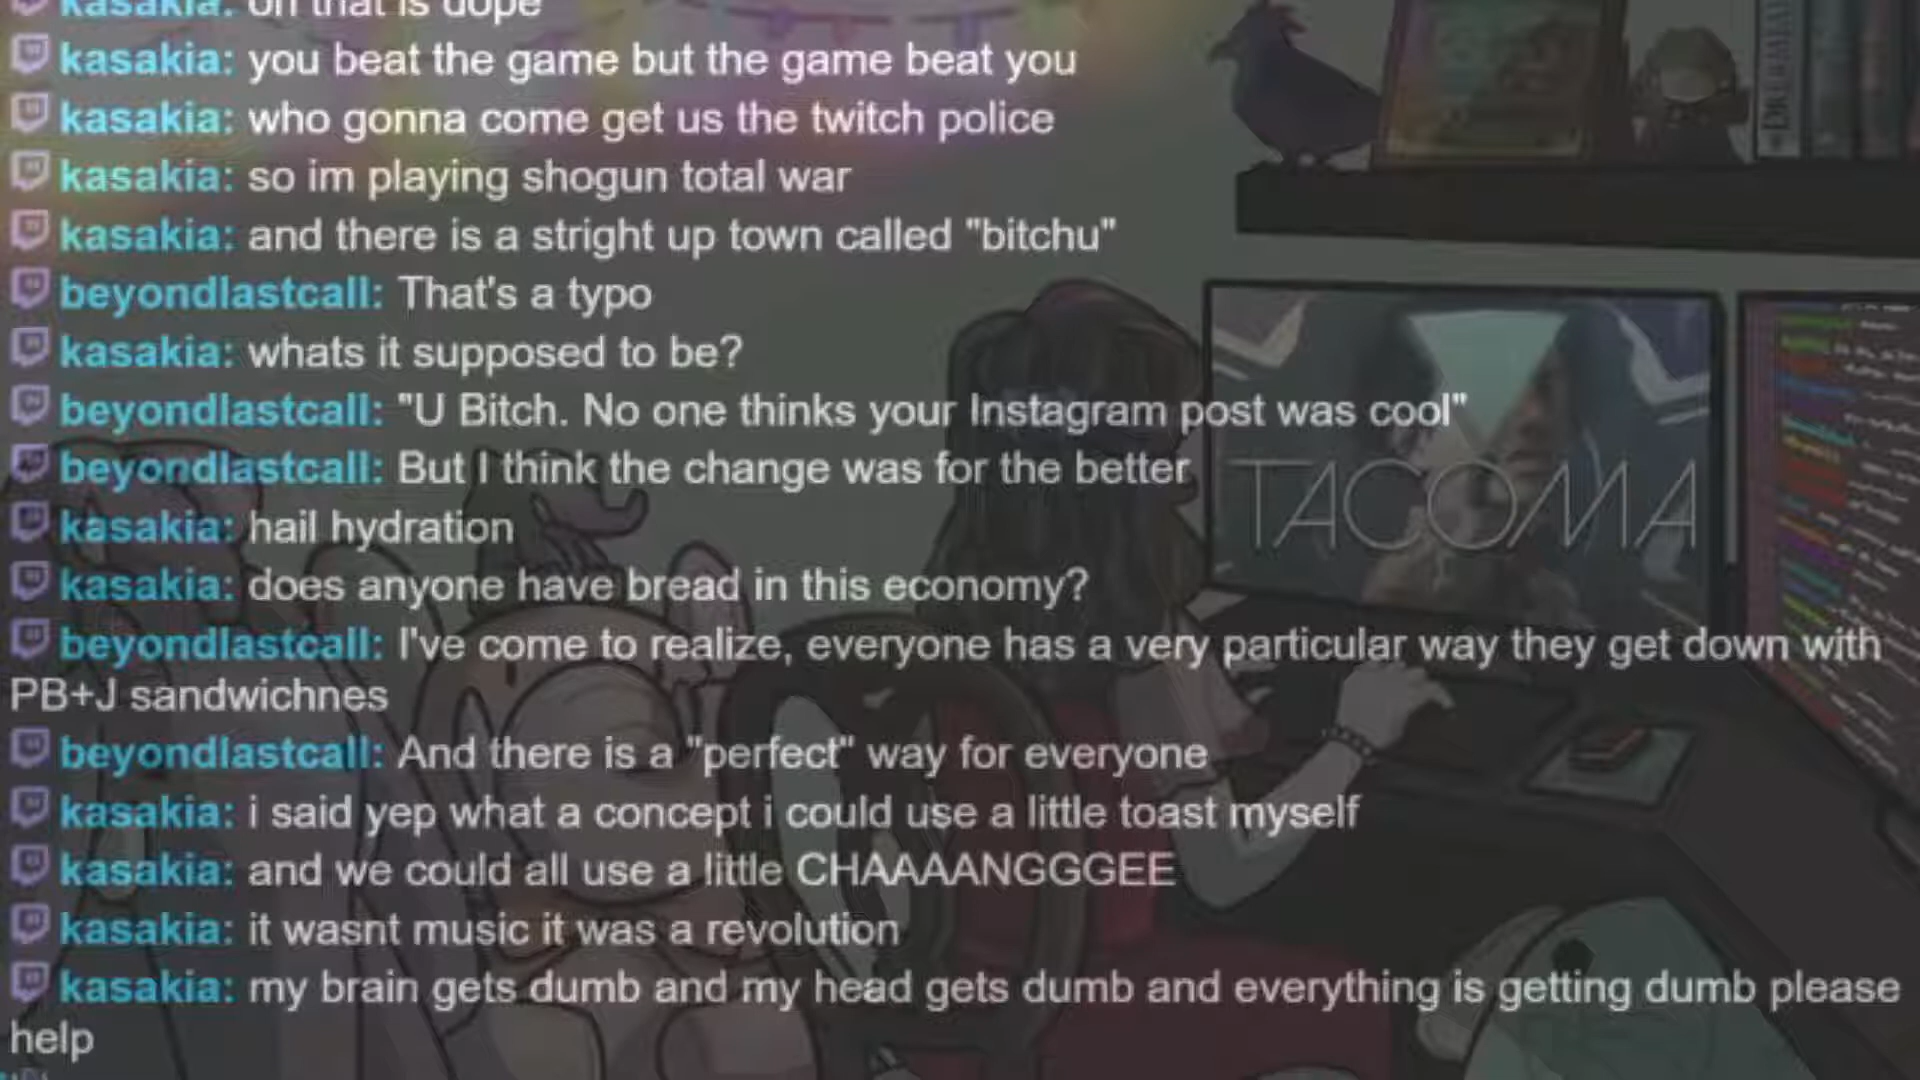 kasakia: oh that is dope
kasakia: you beat the game but the game beat you
kasakia: who gonna come get us the twitch police
kasakia: so im playing shogun total war
kasakia: and there is a stright up town called "bitchu"
beyondlastcall: That's a typo
kasakia: whats it supposed to be?
beyondlastcall: "U Bitch. No one thinks your Instagram post was cool"
beyondlastcall: But I think the change was for the better
TACOMA
kasakia: hail hydration
kasakia: does anyone have bread in this economy?
beyondlastcall: I've come to realize, everyone has a very particular way they get down with
PB+J sandwichnes
beyondlastcall: And there is a "perfect" way for everyone
kasakia: i said yep what a concept i could use a little toast myself
kasakia: and we could all use a little CHAAAANGGGEE
kasakia: it wasnt music it was a revolution
kasakia: my brain gets dumb and my head gets dumb and everything is getting dumb please
help